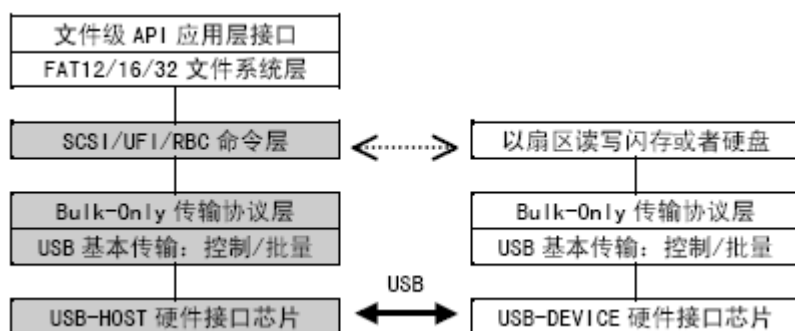 文件级 API 应用层接口
FAT12/16/32 文件系统层
SCSI/UFI/RBC 命令层
以扇区读写闪存或者硬盘
Bulk-Only 传输协议层
Bulk-Only 传输协议层
USB 基本传输: 控制/批量
USB 基本传输: 控制/批量
USB
USB-HOST 硬件接口芯片
USB-DEVICE 硬件接口芯片